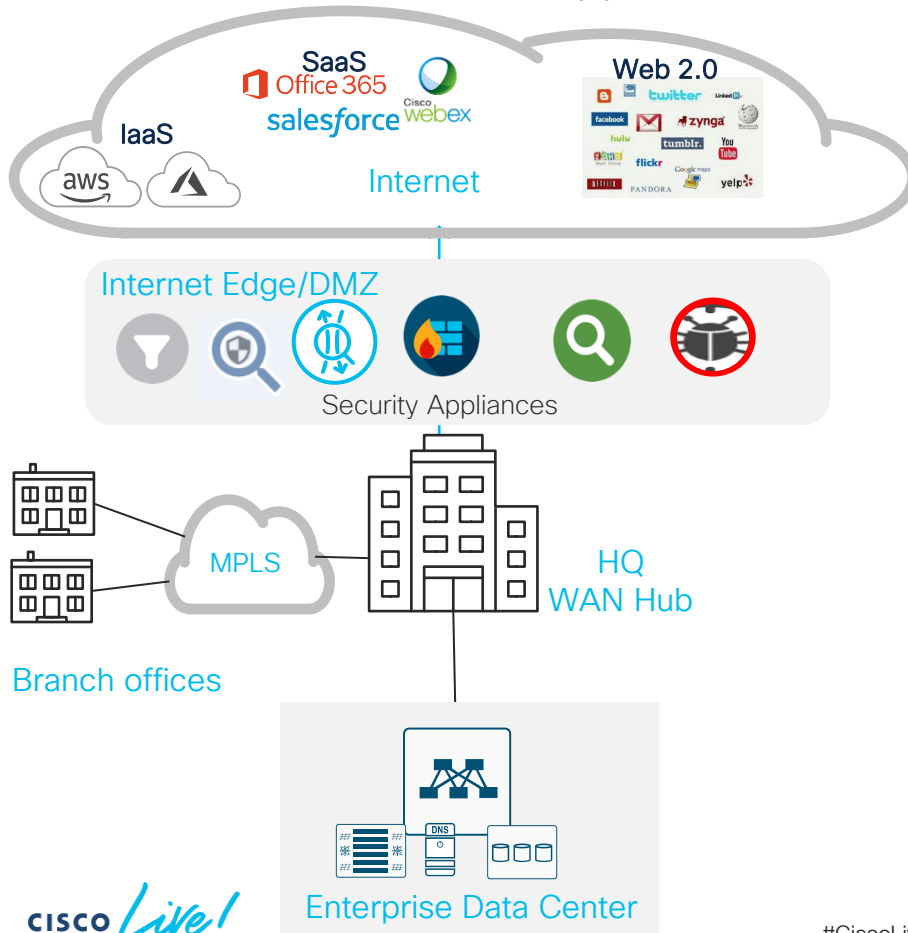 SaaS
Office 365
salesforce
Cisco
webex
Web 2.0
twitter
LinkedIn
facebook
zynga
hulu
tumblr.
You
Tube
ZOHO
flickr
Google maps
NETFLIX
PANDORA
yelp
IaaS
aws
Internet
Internet Edge/DMZ
Security Appliances
MPLS
HQ
WAN Hub
Branch offices
DNS
Enterprise Data Center
CISCO Live!